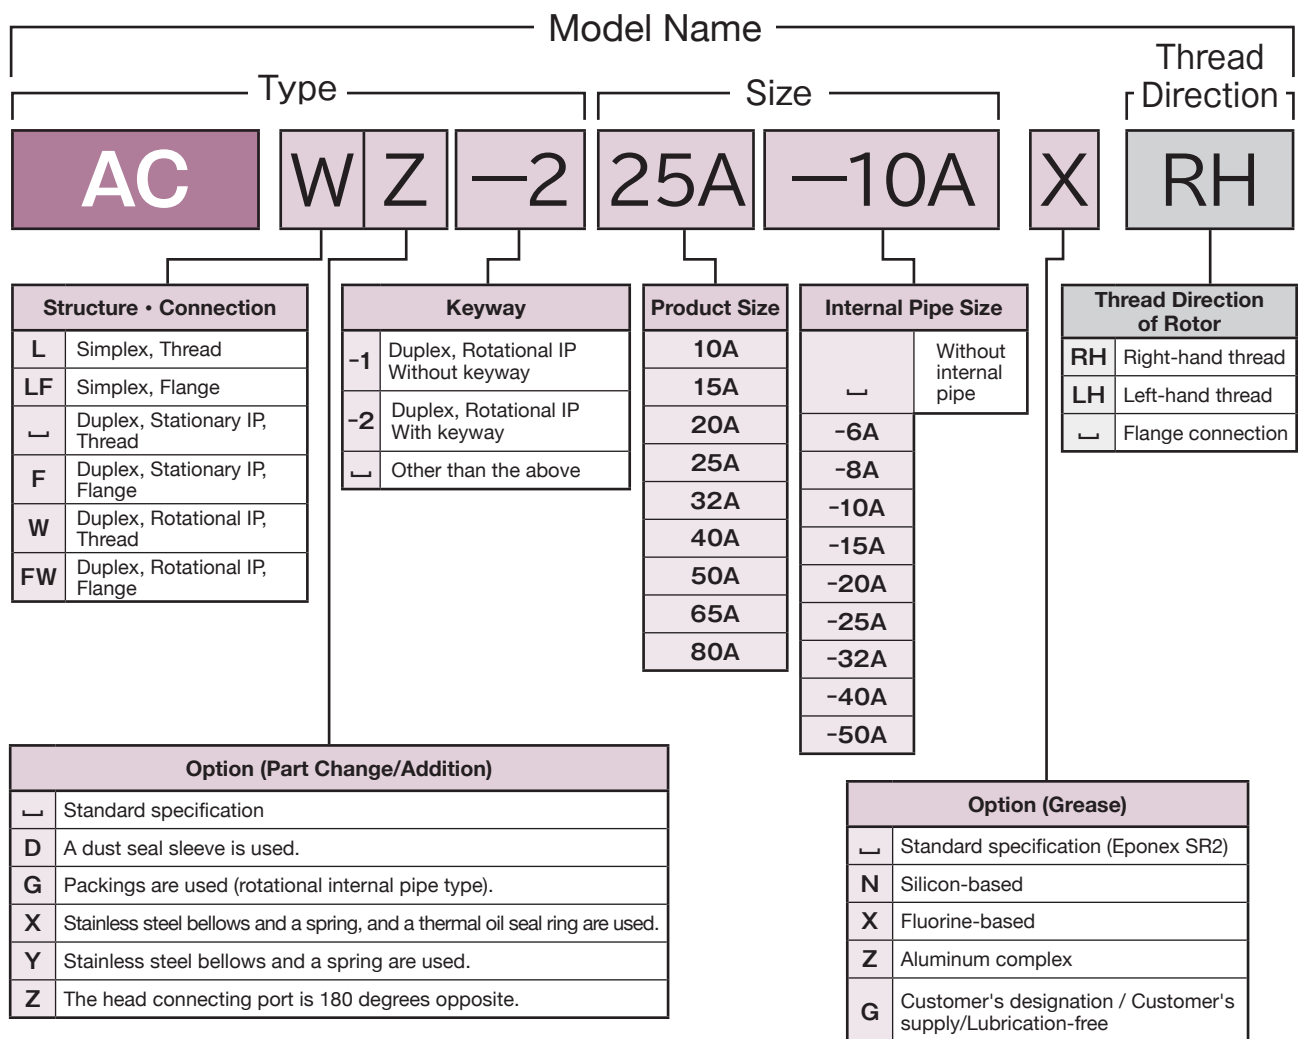 Model Name
Type
Size
Thread
Direction
AC
W
Z
—2
25A
—10A
X
RH
Structure・Connection
L Simplex, Thread
LF Simplex, Flange
⎵ Duplex, Stationary IP,
Thread
F Duplex, Stationary IP,
Flange
W Duplex, Rotational IP,
Thread
FW Duplex, Rotational IP,
Flange
Keyway
-1 Duplex, Rotational IP
Without keyway
-2 Duplex, Rotational IP
With keyway
⎵ Other than the above
Product Size
10A
15A
20A
25A
32A
40A
50A
65A
80A
Internal Pipe Size
⎵ Without
internal
pipe
-6A
-8A
-10A
-15A
-20A
-25A
-32A
-40A
-50A
Thread Direction
of Rotor
RH Right-hand thread
LH Left-hand thread
⎵ Flange connection
Option (Part Change/Addition)
⎵ Standard specification
D A dust seal sleeve is used.
G Packings are used (rotational internal pipe type).
X Stainless steel bellows and a spring, and a thermal oil seal ring are used.
Y Stainless steel bellows and a spring are used.
Z The head connecting port is 180 degrees opposite.
Option (Grease)
⎵ Standard specification (Eponex SR2)
N Silicon-based
X Fluorine-based
Z Aluminum complex
G Customer's designation / Customer's
supply/Lubrication-free